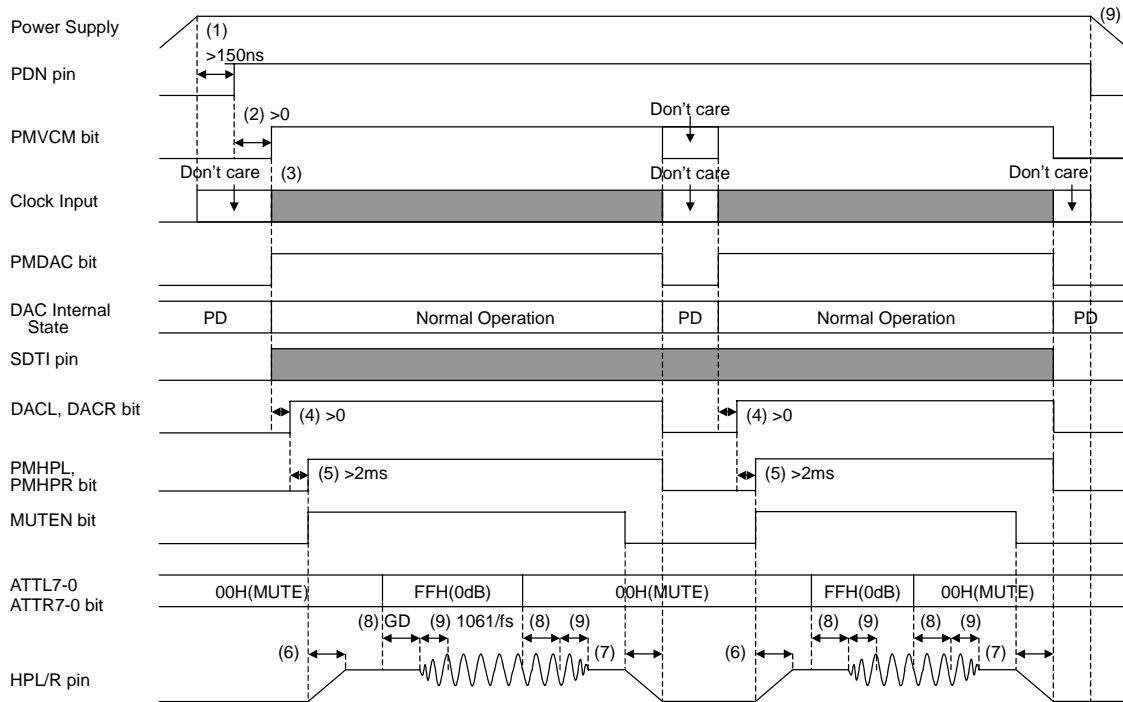 Power Supply (1) (9)
>150ns
PDN pin
(2) >0
PMVCM bit Don't care
Don't care (3) Don't care Don't care
Clock Input
PMDAC bit
DAC Internal
State
PD Normal Operation PD Normal Operation PD
SDTI pin
DACL, DACR bit (4) >0 (4) >0
PMHPL,
PMHPR bit
(5) >2ms (5) >2ms
MUTEN bit
ATTL7-0
ATTR7-0 bit
00H(MUTE) FFH(0dB) 00H(MUTE) FFH(0dB) 00H(MUTE)
(8) GD (9) 1061/fs (8) (9) (8) (9) (8) (9)
(6) (7) (6) (7)
HPL/R pin